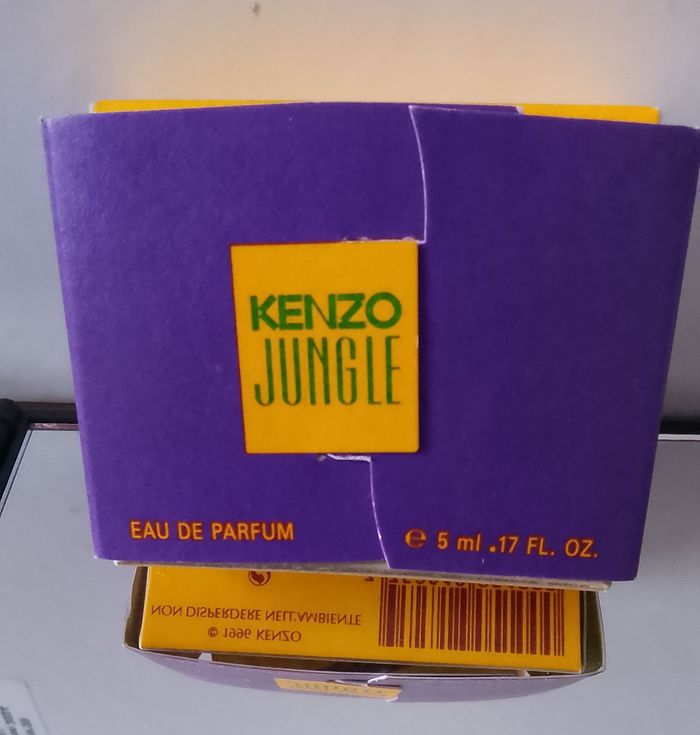 KENZO
JUNGLE
EAU DE PARFUM
℮ 5 ml .17 FL. OZ.
NON DISPERDERE NELL'AMBIENTE
© 1996 KENZO